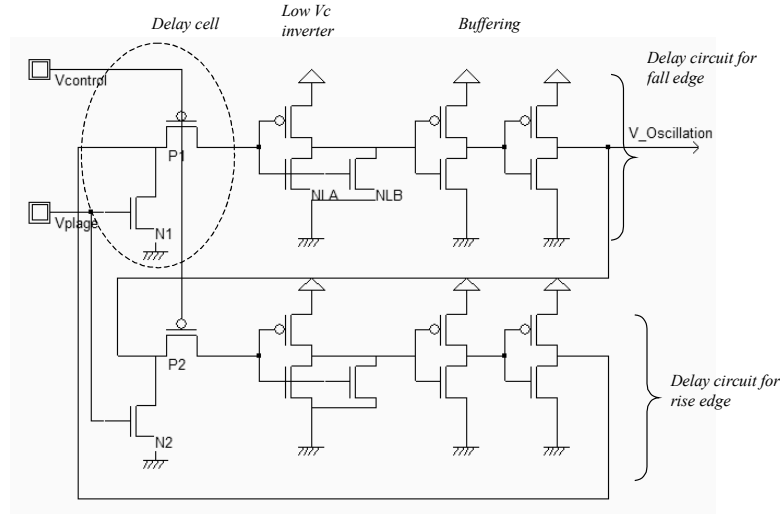 Delay cell
Low Vc
inverter
Buffering
Delay circuit for
fall edge
Vcontrol
V_Oscillation
P1
NLA
NLB
Vplage
N1
P2
Delay circuit for
rise edge
N2